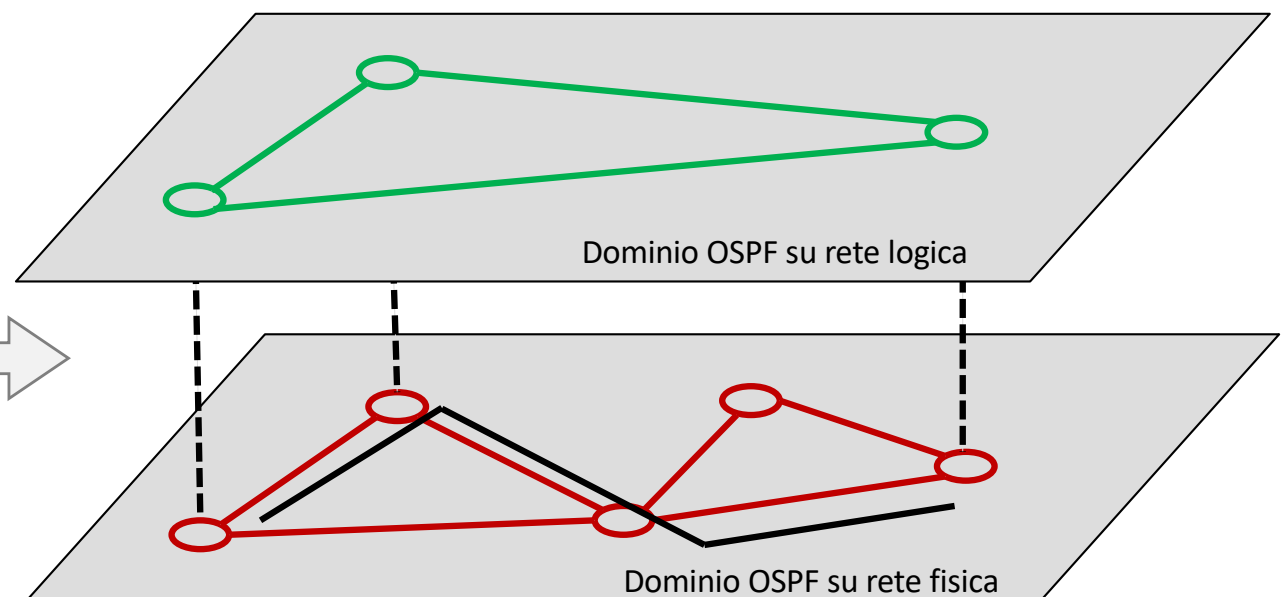 Dominio OSPF su rete logica
Dominio OSPF su rete fisica